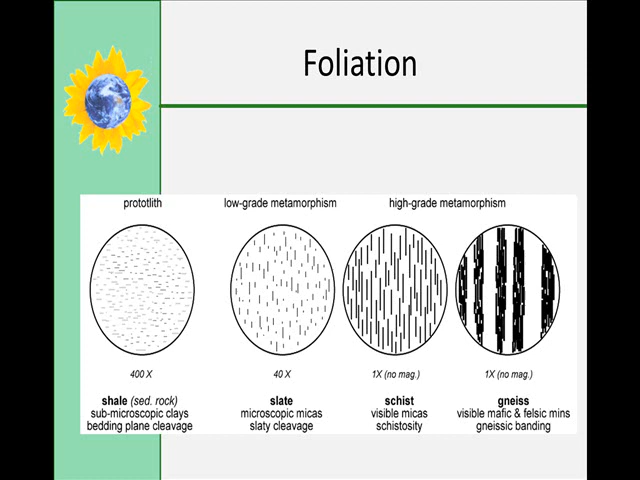 Foliation
prototlith
low-grade metamorphism
high-grade metamorphism
400 X
40 X
1X (no mag.)
1X (no mag.)
shale (sed. rock)
sub-microscopic clays
bedding plane cleavage
slate
microscopic micas
slaty cleavage
schist
visible micas
schistosity
gneiss
visible mafic & felsic mins
gneissic banding